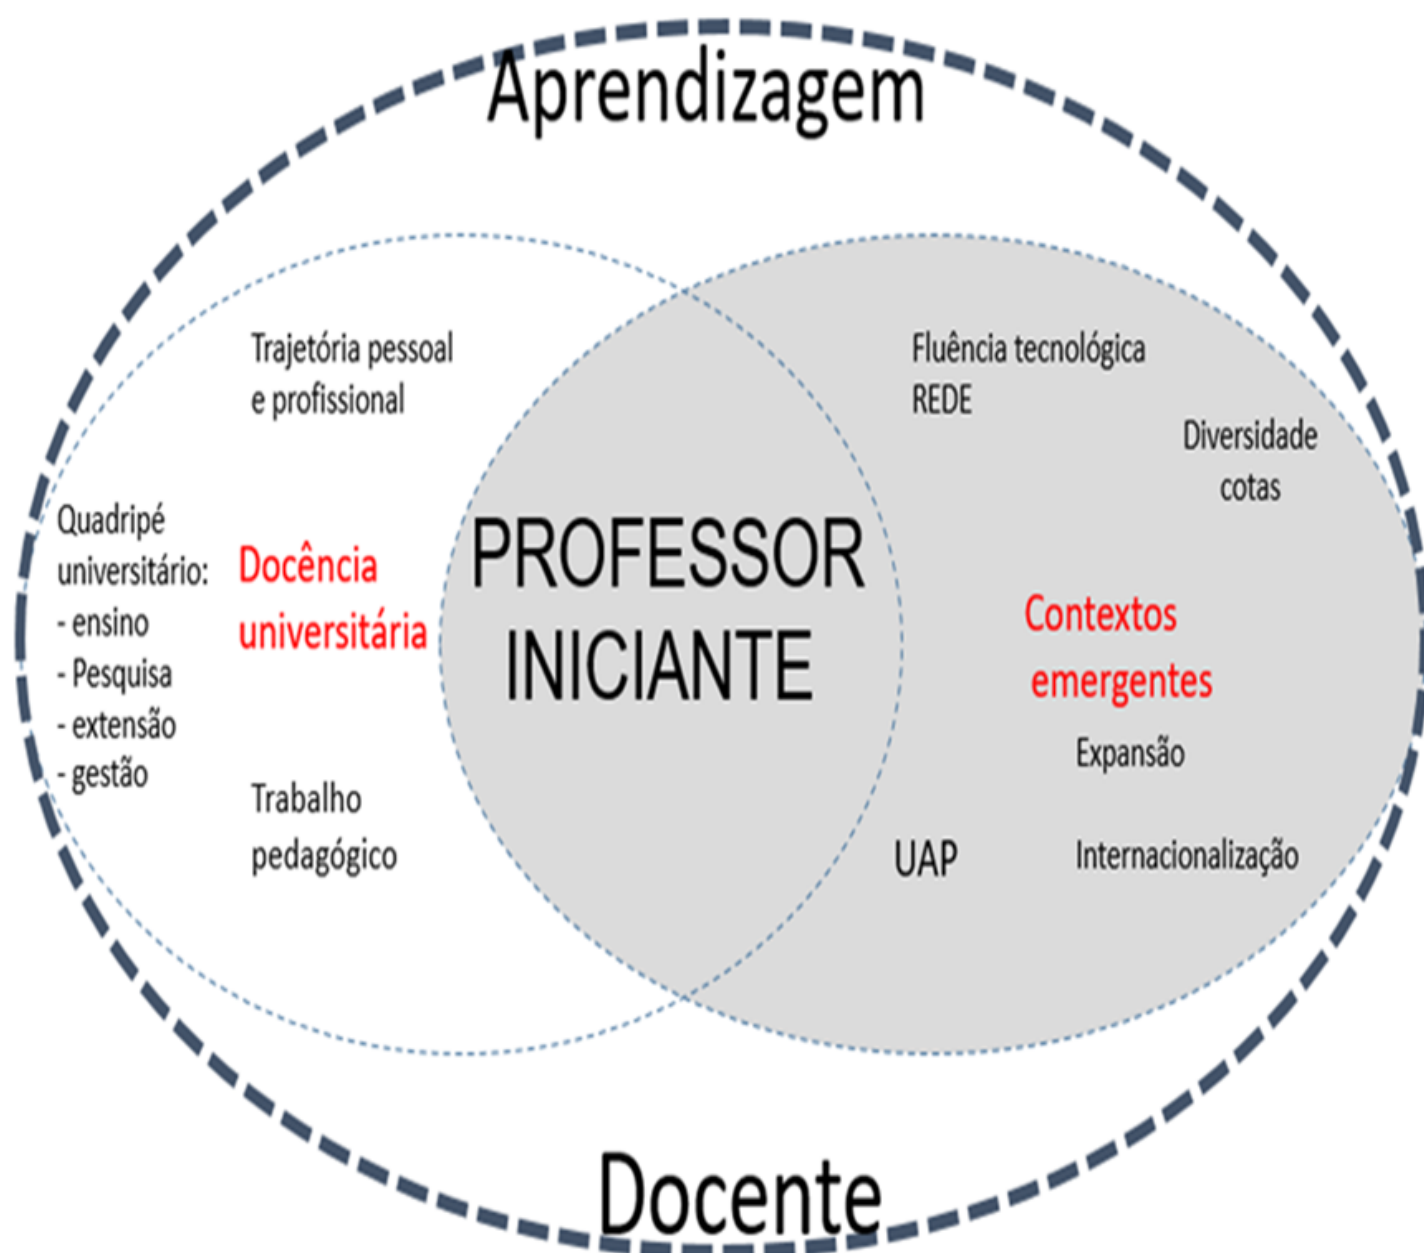 Aprendizagem
Trajetória pessoal
e profissional
Quadripé
universitário:
- ensino
- Pesquisa
- extensão
- gestão
Docência
universitária
Trabalho
pedagógico
PROFESSOR
INICIANTE
Fluência tecnológica
REDE
Diversidade
cotas
Contextos
emergentes
Expansão
UAP
Internacionalização
Docente